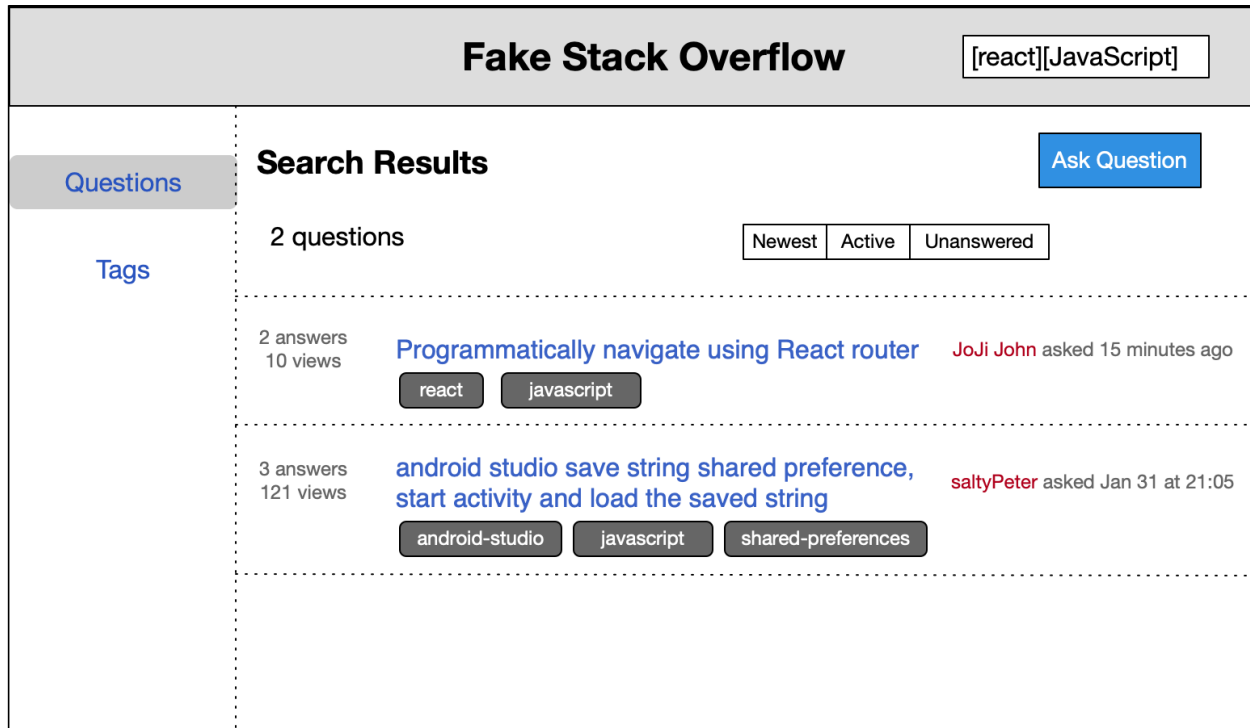 Fake Stack Overflow
[react][JavaScript]
Questions
Tags
Search Results
Ask Question
2 questions
Newest
Active
Unanswered
2 answers
10 views
Programmatically navigate using React router
JoJi John asked 15 minutes ago
react
javascript
3 answers
121 views
android studio save string shared preference,
start activity and load the saved string
saltyPeter asked Jan 31 at 21:05
android-studio
javascript
shared-preferences